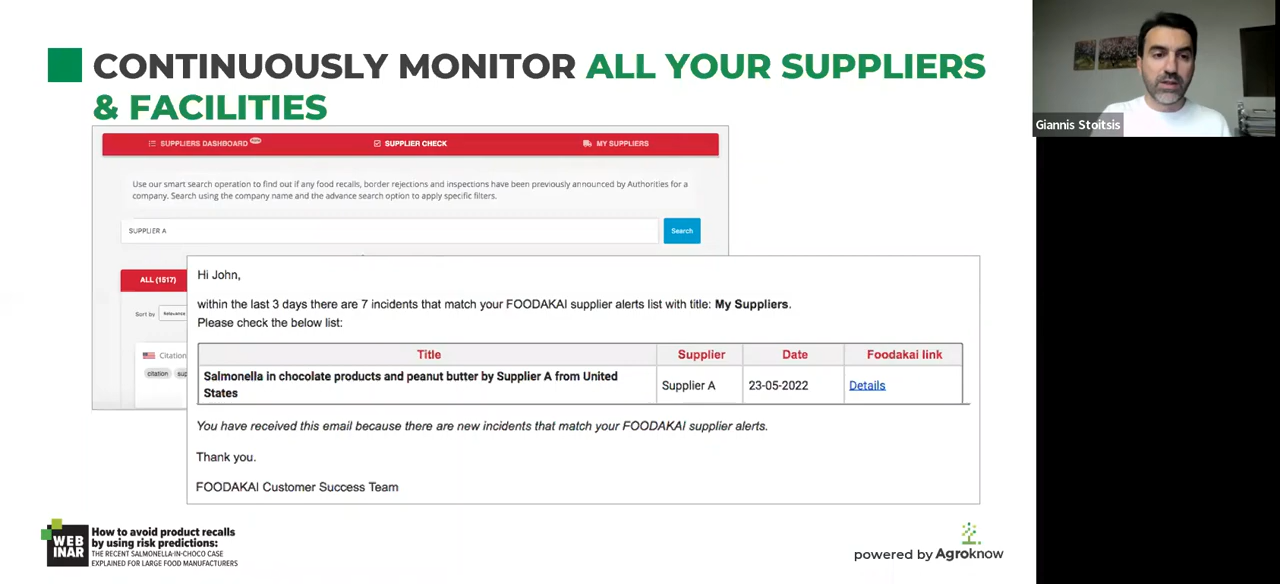 CONTINUOUSLY MONITOR ALL YOUR SUPPLIERS
& FACILITIES
Giannis Stoitsis
SUPPLIERS DASHBOARD
SUPPLIER CHECK
MY SUPPLIERS
Use our smart search operation to find out if any food recalls, border rejections and inspections have been previously announced by Authorities for a
company. Search using the company name and the advance search option to apply specific filters.
SUPPLIER A
Search
ALL (1517)
Sort by
Relevance
Citation
citation
sup
Hi John,
within the last 3 days there are 7 incidents that match your FOODAKAI supplier alerts list with title: My Suppliers.
Please check the below list:
Title Supplier Date Foodakai link
Salmonella in chocolate products and peanut butter by Supplier A from United
States
Supplier A
23-05-2022
Details
You have received this email because there are new incidents that match your FOODAKAI supplier alerts.
Thank you.
FOODAKAI Customer Success Team
WEB
INAR
How to avoid product recalls
by using risk predictions:
THE RECENT SALMONELLA-IN-CHOCO CASE
EXPLAINED FOR LARGE FOOD MANUFACTURERS
powered by Agroknow